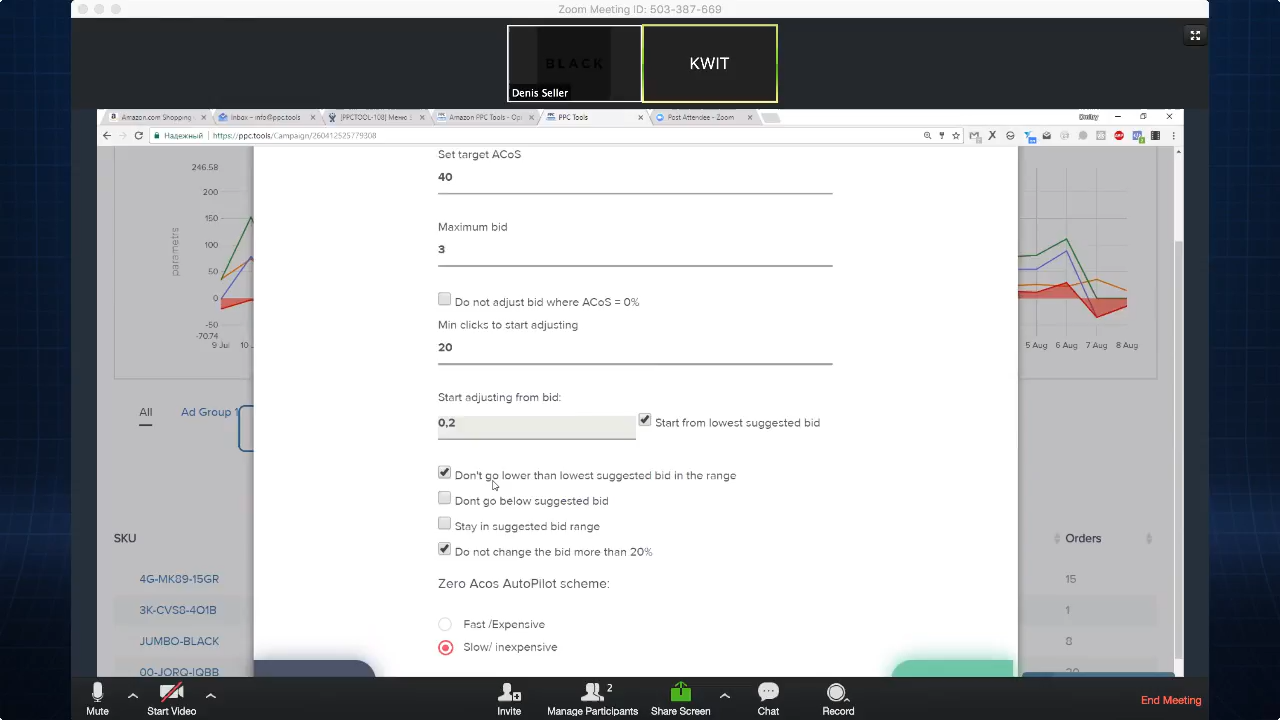 Zoom Meeting ID: 503-387-669
BLACK
Denis Seller
KWIT
Amazon.com Shopping
Inbox – info@ppc.tools
[PPCTOOL-108]
Amazon PPC Tools - Op
PPC Tools
Post Attendee - Zoom
Надежный
https://ppc.tools/Campaign/260412525779308
246.58
200
150
100
50
0
-50
-70.74
parametrs
9 Jul
10
5 Aug
6 Aug
7 Aug
8 Aug
Set target ACoS
40
Maximum bid
3
Do not adjust bid where ACoS = 0%
Min clicks to start adjusting
20
Start adjusting from bid:
0,2
Start from lowest suggested bid
Don't go lower than lowest suggested bid in the range
Dont go below suggested bid
Stay in suggested bid range
Do not change the bid more than 20%
Zero Acos AutoPilot scheme:
Fast /Expensive
Slow/ inexpensive
All
Ad Group 1
SKU
Orders
4G-MK89-15GR
15
3K-CVS8-4O1B
1
JUMBO-BLACK
8
00-JORQ-IQBB
Mute
Start Video
Invite
2
Manage Participants
Share Screen
Chat
Record
End Meeting